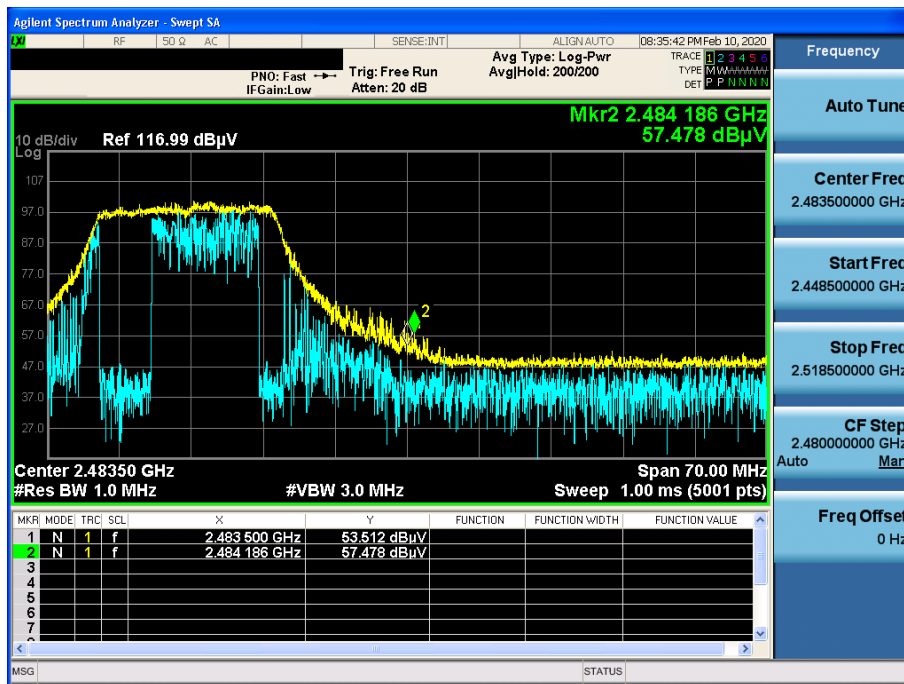 Agilent Spectrum Analyzer - Swept SA
LXI RF 50 Ω AC SENSE:INT ALIGN AUTO 08:35:42 PM Feb 10, 2020
Frequency
Avg Type: Log-Pwr
TRACE 1 2 3 4 5 6
PNO: Fast Trig: Free Run Avg|Hold: 200/200
TYPE M W W W W W
IFGain:Low Atten: 20 dB
DET P P N N N N
Auto Tune
Mkr2 2.484 186 GHz
10 dB/div Ref 116.99 dBµV 57.478 dBµV
Log
107
97.0
87.0
77.0
67.0
57.0
47.0
37.0
27.0
2
Center 2.48350 GHz Span 70.00 MHz
#Res BW 1.0 MHz #VBW 3.0 MHz Sweep 1.00 ms (5001 pts)
Center Freq
2.483500000 GHz
Start Freq
2.448500000 GHz
Stop Freq
2.518500000 GHz
CF Step
2.480000000 GHz
Auto Man
Freq Offset
0 Hz
MKR MODE TRC SCL X Y FUNCTION FUNCTION WIDTH FUNCTION VALUE
1 N 1 f 2.483 500 GHz 53.512 dBµV
2 N 1 f 2.484 186 GHz 57.478 dBµV
3
4
5
6
7
MSG STATUS